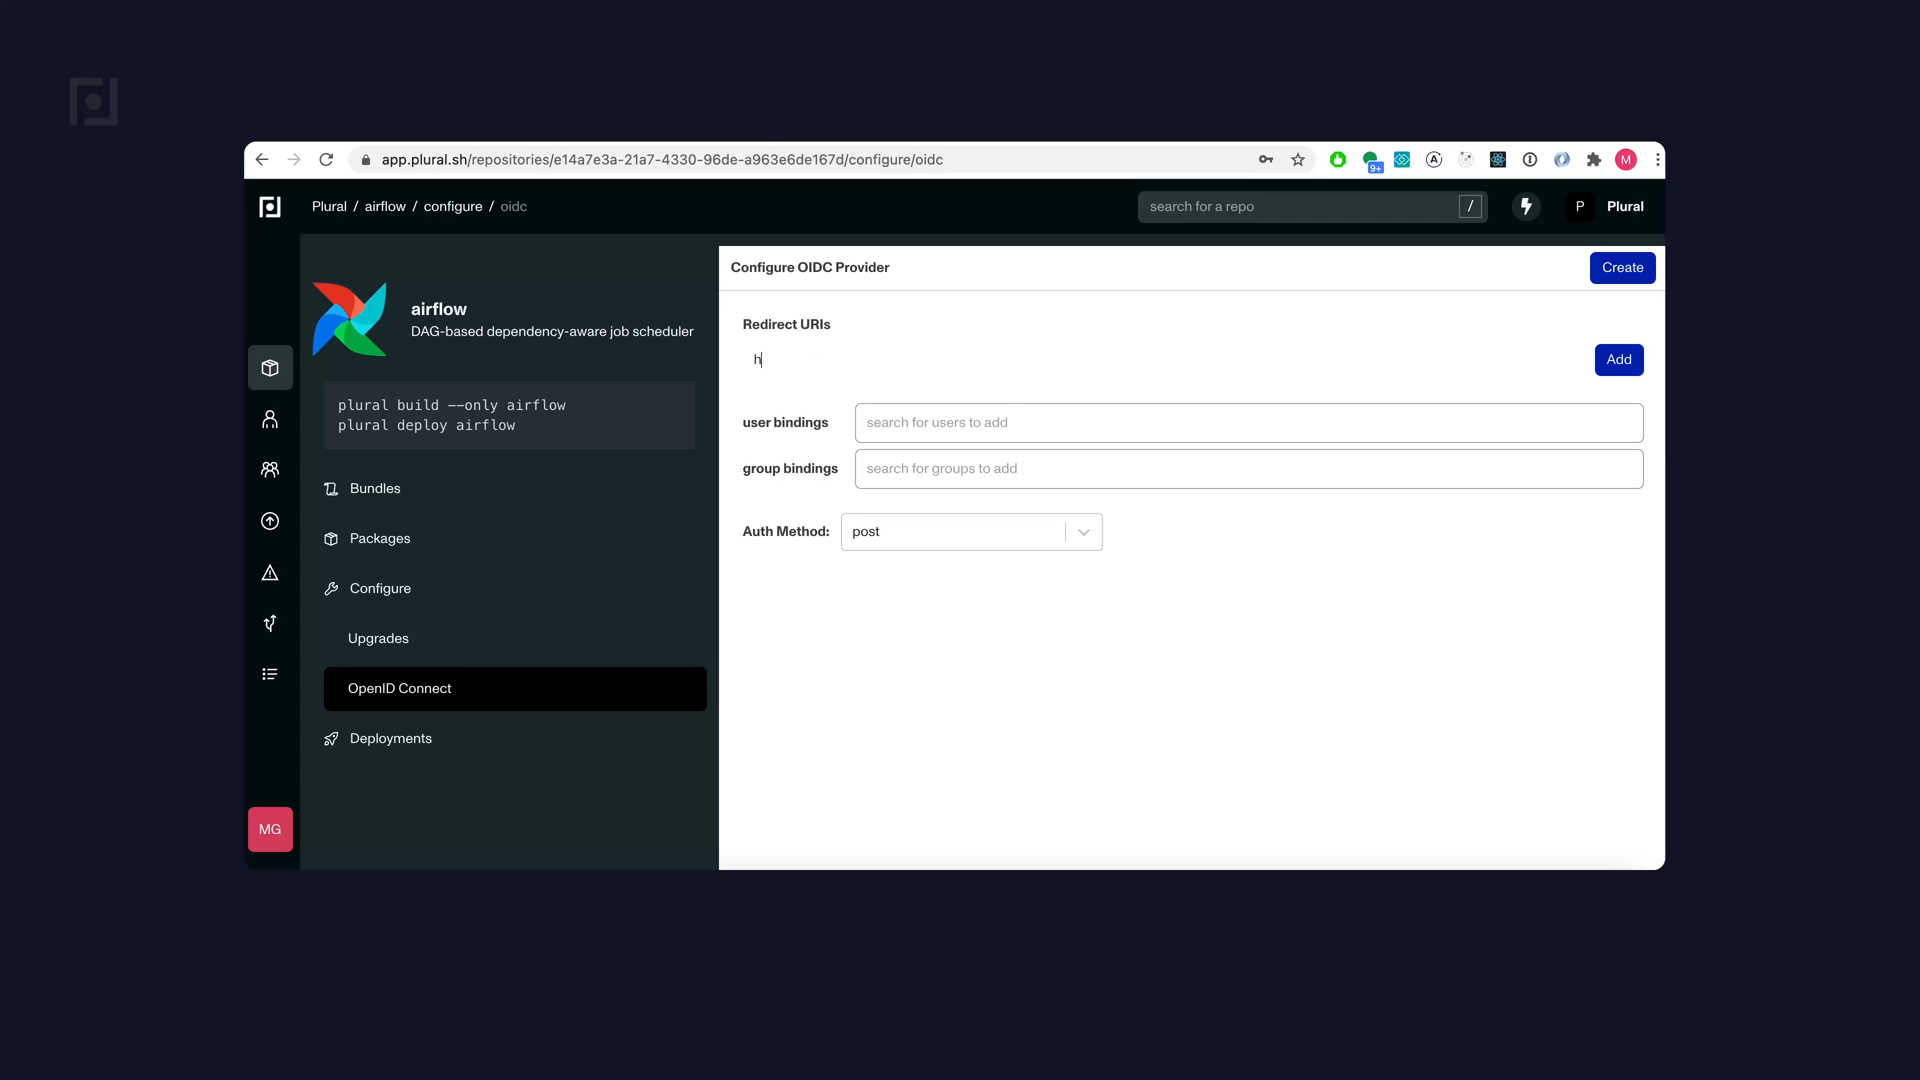 app.plural.sh/repositories/e14a7e3a-21a7-4330-96de-a963e6de167d/configure/oidc
9+
A
M
Plural / airflow / configure / oidc
search for a repo
/
P
Plural
airflow
DAG-based dependency-aware job scheduler
plural build --only airflow
plural deploy airflow
Bundles
Packages
Configure
Upgrades
OpenID Connect
Deployments
MG
Configure OIDC Provider
Create
Redirect URIs
h
Add
user bindings
search for users to add
group bindings
search for groups to add
Auth Method:
post